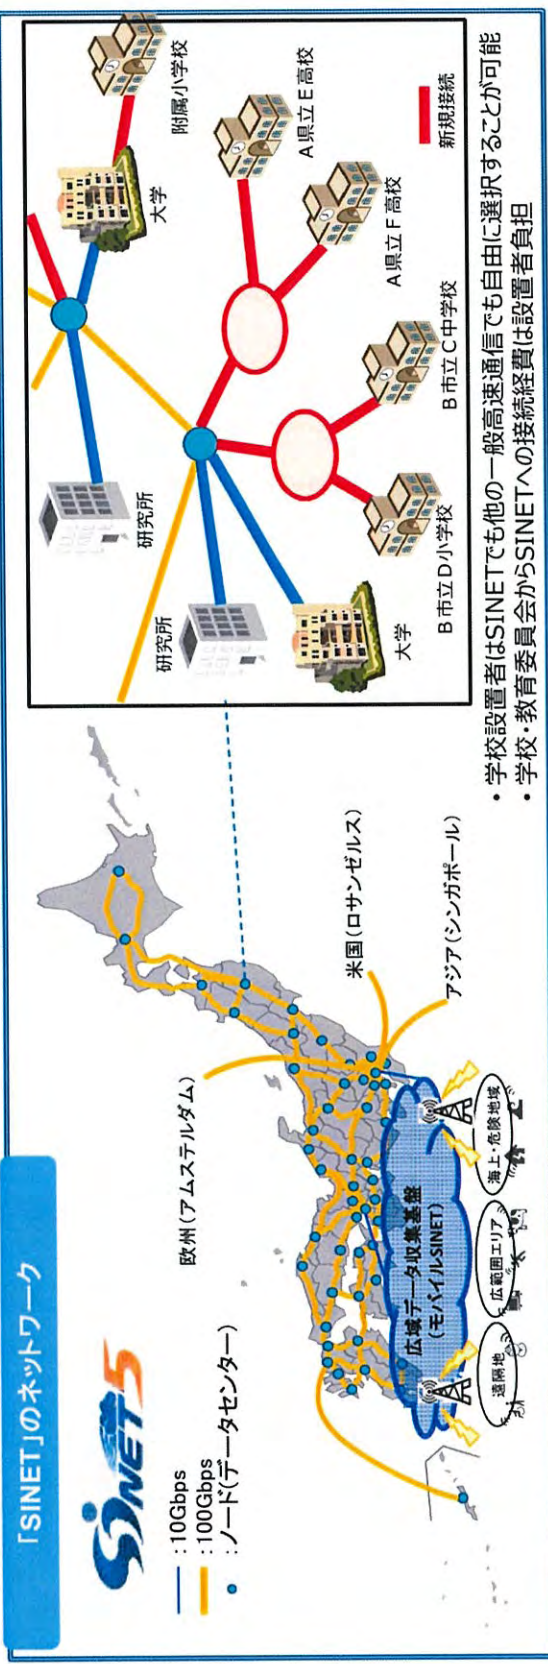 「SINET」のネットワーク
SINET5
:10Gbps
:100Gbps
:ノード(データセンター)
欧州(アムステルダム)
米国(ロサンゼルス)
アジア(シンガポール)
広域データ収集基盤
(モバイルSINET)
遠隔地
広範囲エリア
海上・危険地域
研究所
研究所
大学
大学
附属小学校
B市立D小学校
B市立C中学校
A県立F高校
A県立E高校
新規接続
・学校設置者はSINETでも他の一般高速通信でも自由に選択することが可能
・学校・教育委員会からSINETへの接続経費は設置者負担